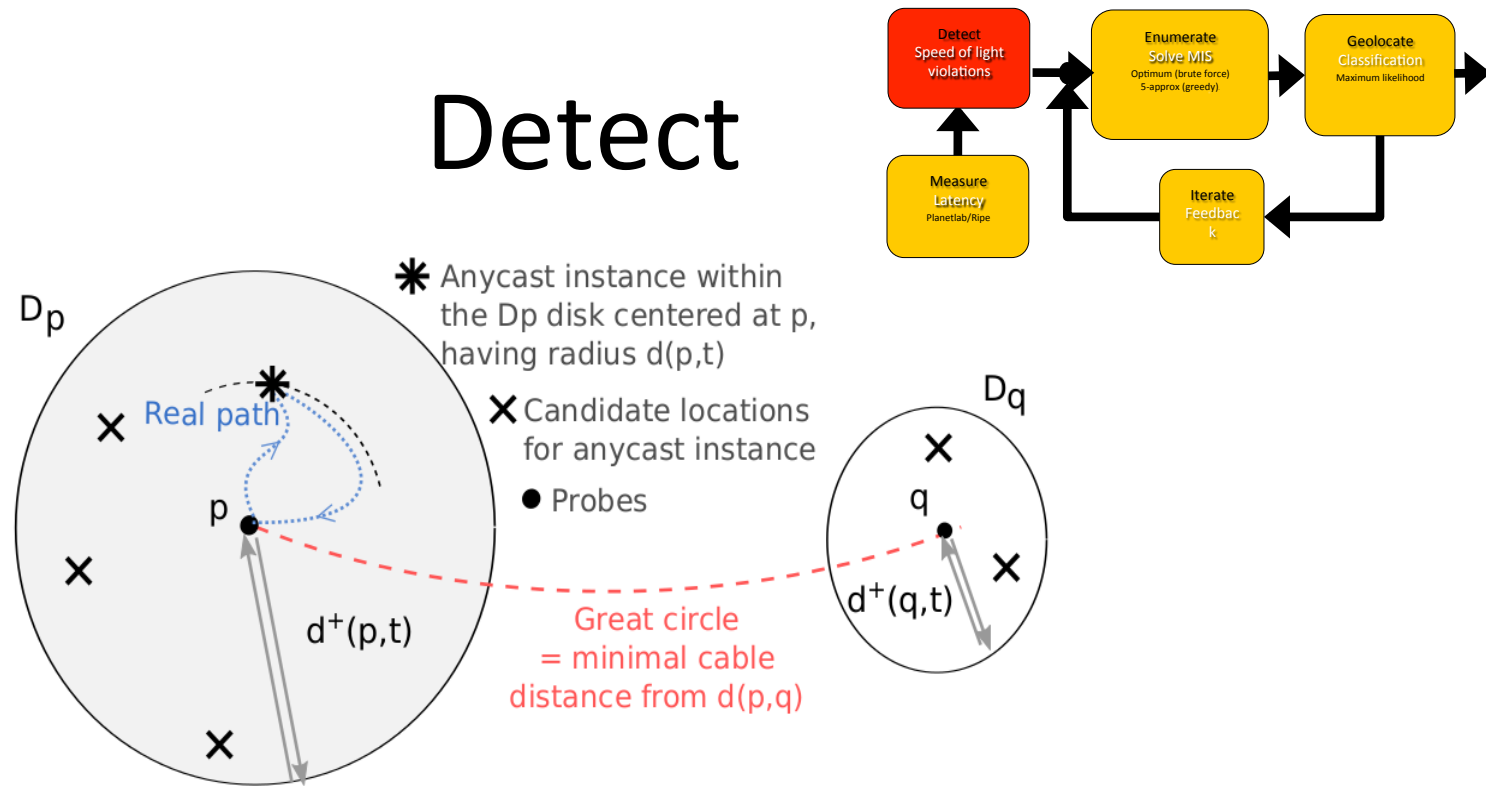 Detect
Detect
Speed of light
violations
Enumerate
Solve MIS
Optimum (brute force)
5-approx (greedy)
Geolocate
Classification
Maximum likelihood
Measure
Latency
Planetlab/Ripe
Iterate
Feedbac
k
Dp
Anycast instance within
the Dp disk centered at p,
having radius d(p,t)
Real path
Candidate locations
for anycast instance
Probes
p
d⁺(p,t)
Great circle
= minimal cable
distance from d(p,q)
Dq
q
d⁺(q,t)